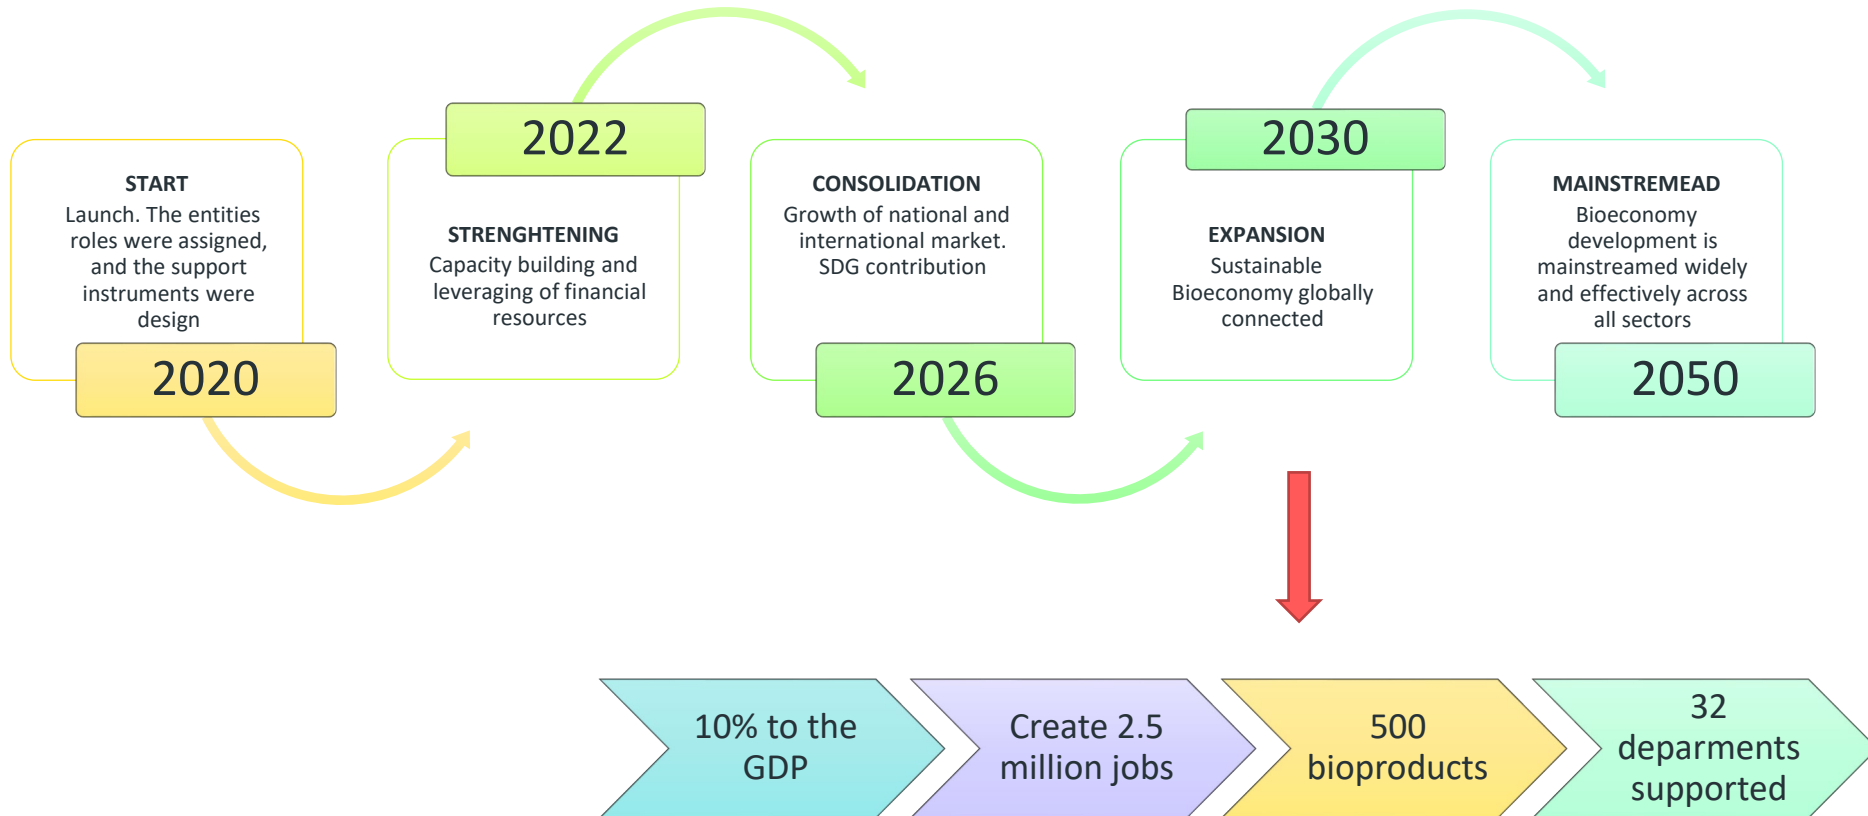 START
Launch. The entities
roles were assigned,
and the support
instruments were
design
2020
2022
STRENGHTENING
Capacity building and
leveraging of financial
resources
CONSOLIDATION
Growth of national and
international market.
SDG contribution
2026
2030
EXPANSION
Sustainable
Bioeconomy globally
connected
MAINSTREMEAD
Bioeconomy
development is
mainstreamed widely
and effectively across
all sectors
2050
10% to the
GDP
Create 2.5
million jobs
500
bioproducts
32
deparments
supported